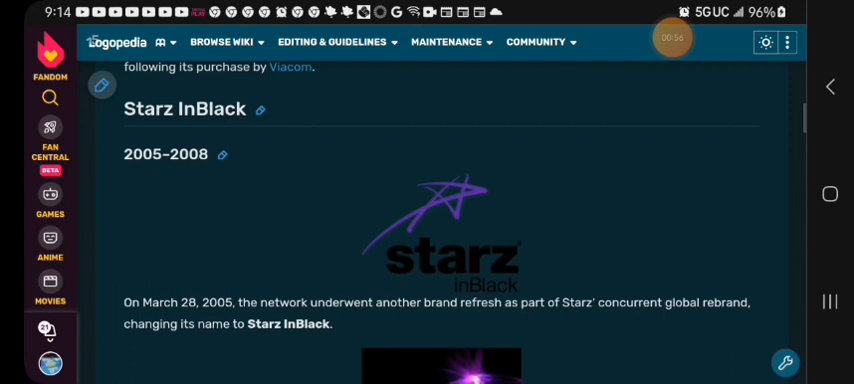 9:14 5GUC 96%
Logopedia BROWSE WIKI EDITING & GUIDELINES MAINTENANCE COMMUNITY
00:56
FANDOM
following its purchase by Viacom.
Starz InBlack
FAN
CENTRAL
BETA
2005–2008
GAMES
ANIME
MOVIES
starz
inBlack
On March 28, 2005, the network underwent another brand refresh as part of Starz' concurrent global rebrand,
changing its name to Starz InBlack.
21